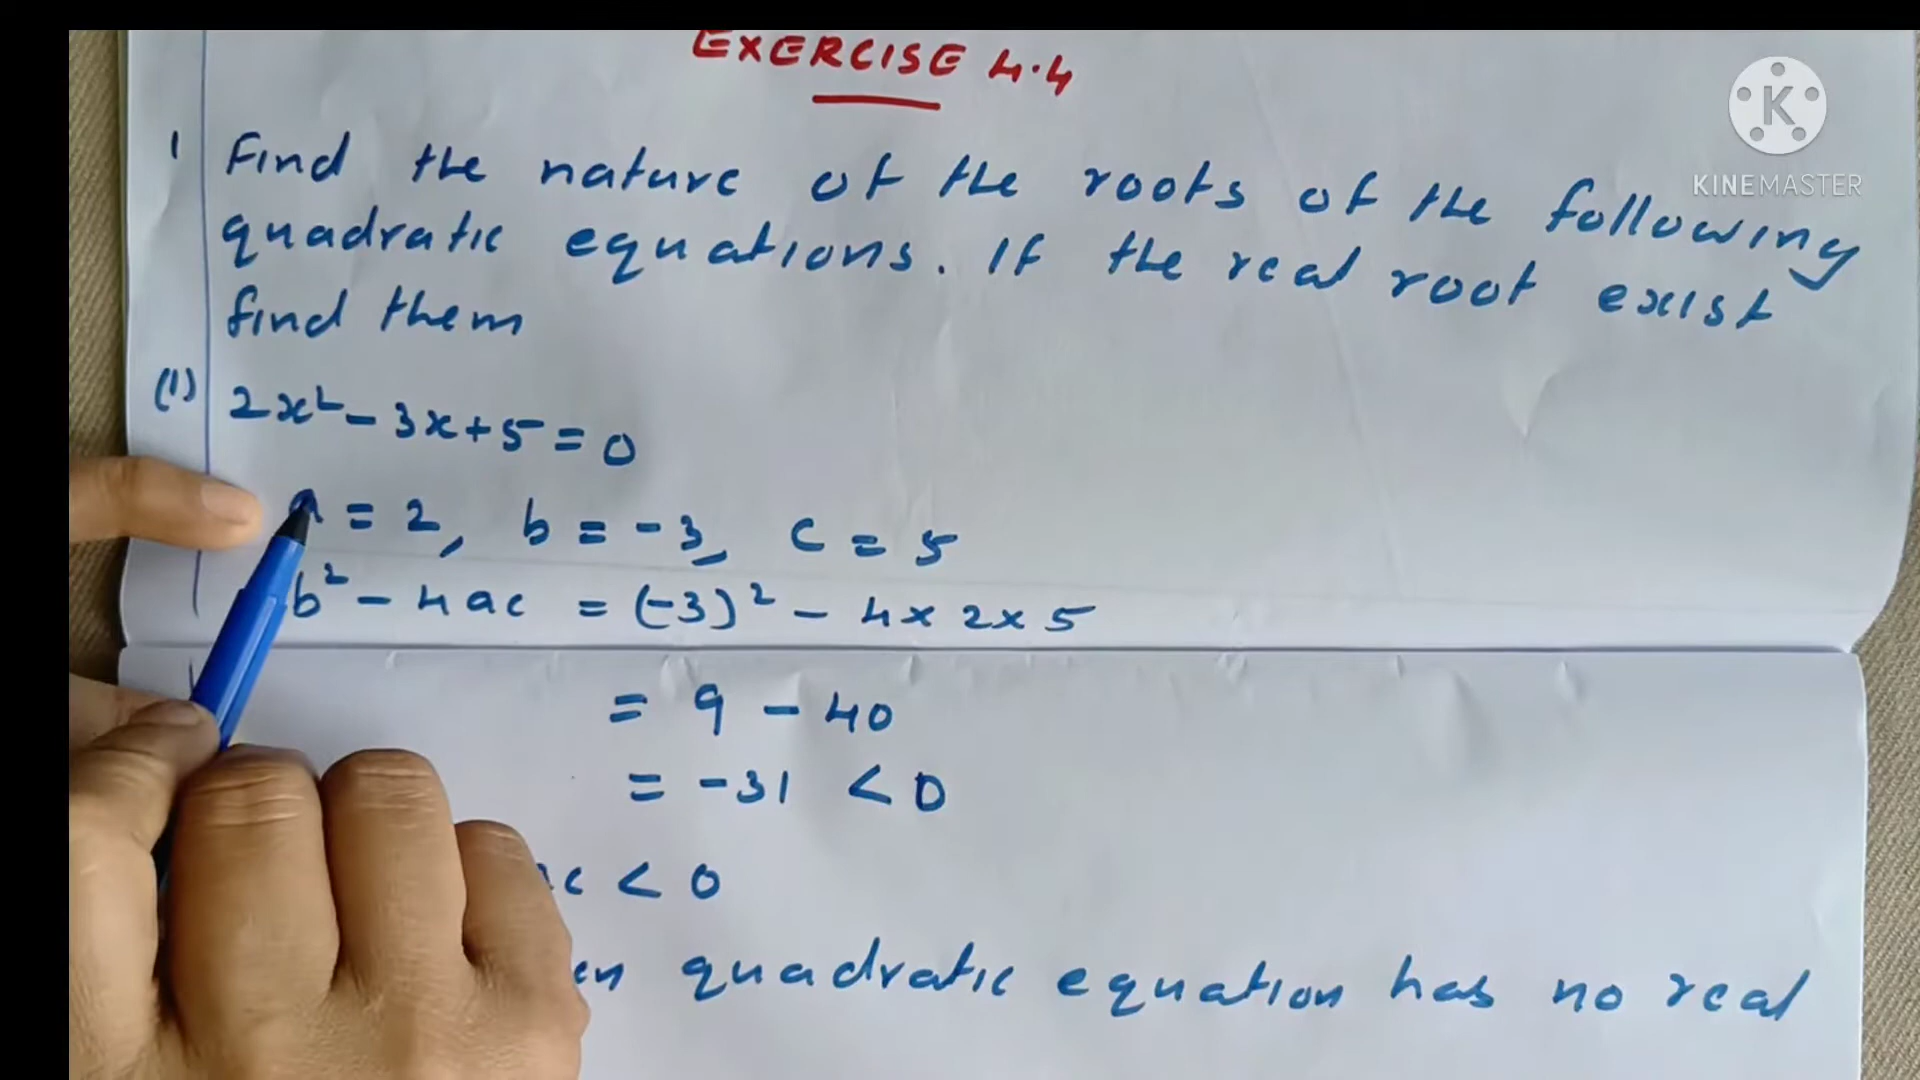 EXERCISE 4.4
1 Find the nature of the roots of the following
quadratic equations. If the real root exist
find them
(1) 2x² - 3x + 5 = 0
a = 2, b = -3, c = 5
b² - 4ac = (-3)² - 4 x 2 x 5
= 9 - 40
= -31 < 0
c < 0
en quadratic equation has no real
KINEMASTER